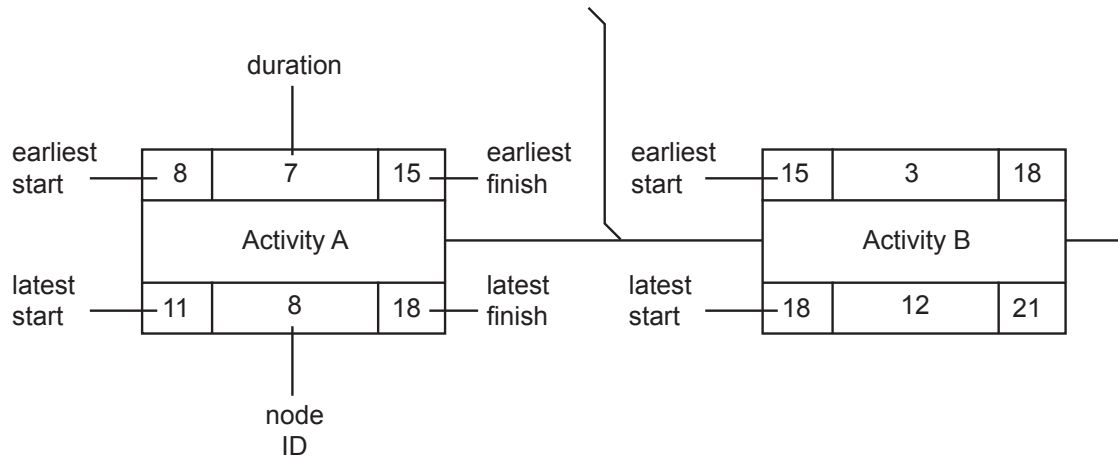 duration
earliest
start
8
7
15
earliest
finish
earliest
start
15
3
18
Activity A
Activity B
latest
start
11
8
18
latest
finish
latest
start
18
12
21
node
ID